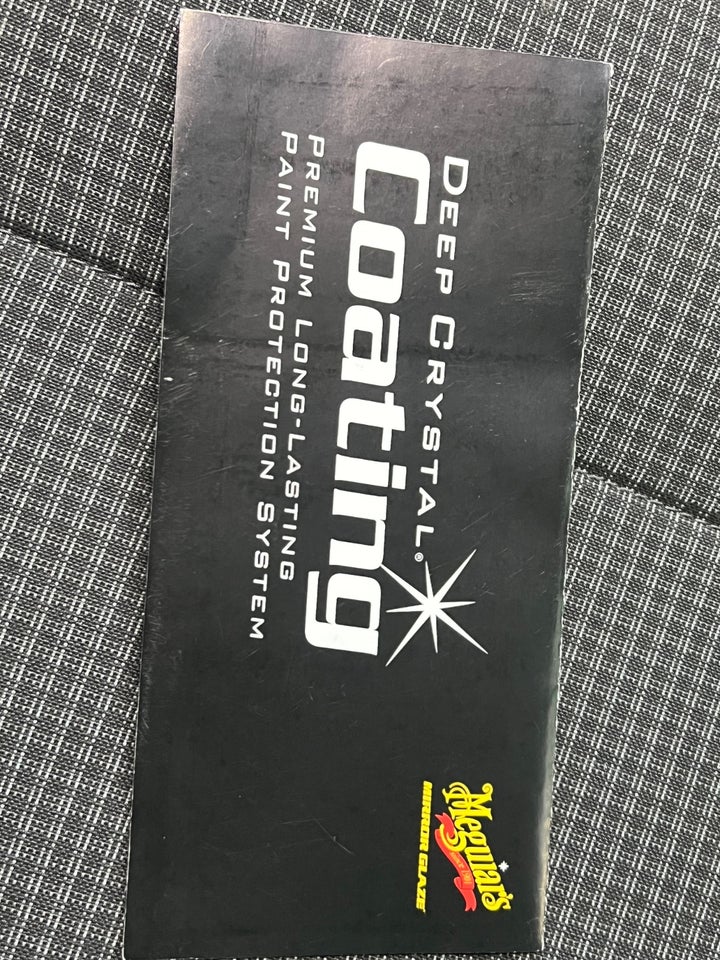 DEEP CRYSTAL®
Coating
PREMIUM LONG-LASTING
PAINT PROTECTION SYSTEM
Meguiar's
MIRROR GLAZE